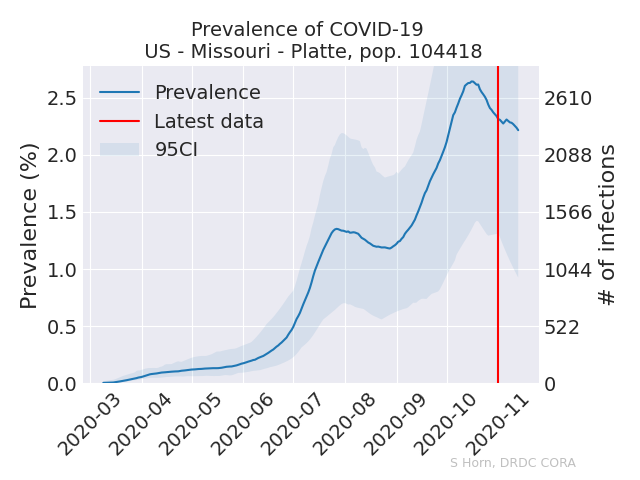 Prevalence of COVID-19
US - Missouri - Platte, pop. 104418
Prevalence
Latest data
95CI
Prevalence (%)
2.5
2.0
1.5
1.0
0.5
0.0
2610
2088
1566
1044
522
0
# of infections
2020-03
2020-04
2020-05
2020-06
2020-07
2020-08
2020-09
2020-10
2020-11
S Horn, DRDC CORA